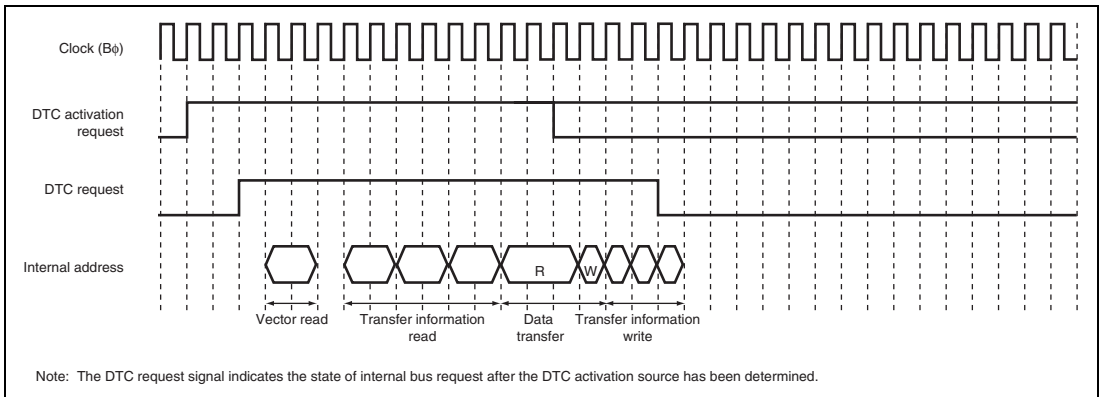 Clock (Bφ)
DTC activation
request
DTC request
Internal address
R
W
Vector read
Transfer information
read
Data
transfer
Transfer information
write
Note: The DTC request signal indicates the state of internal bus request after the DTC activation source has been determined.